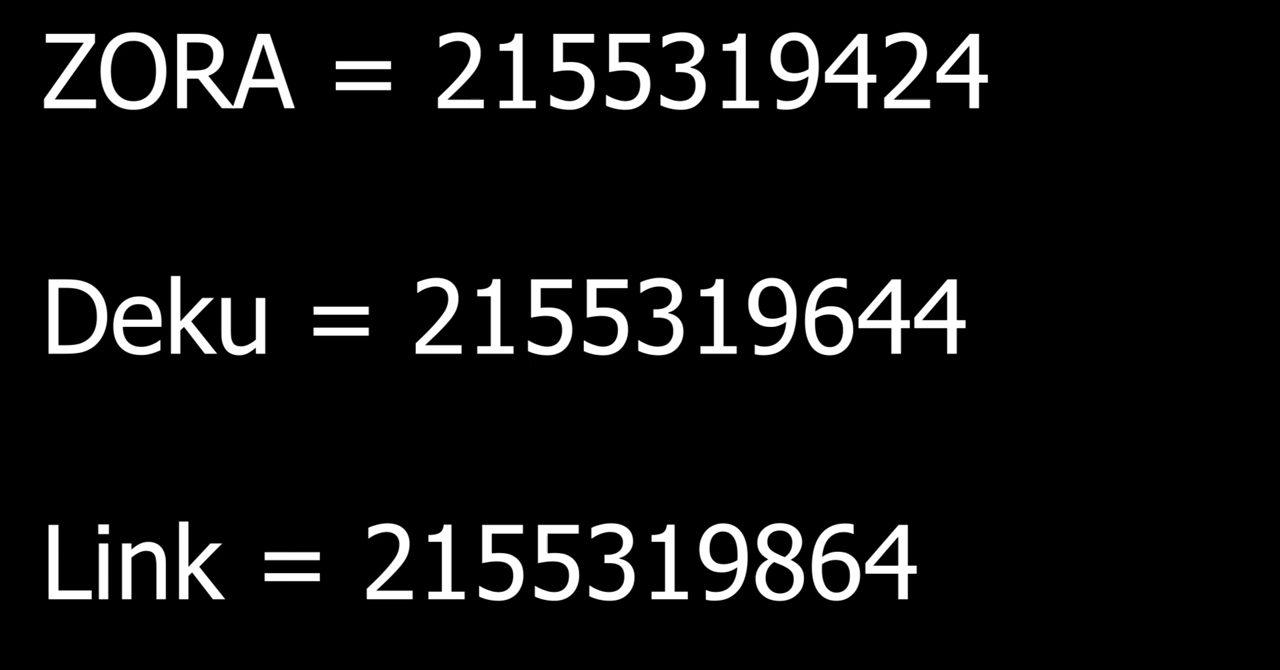 ZORA = 2155319424
Deku = 2155319644
Link = 2155319864